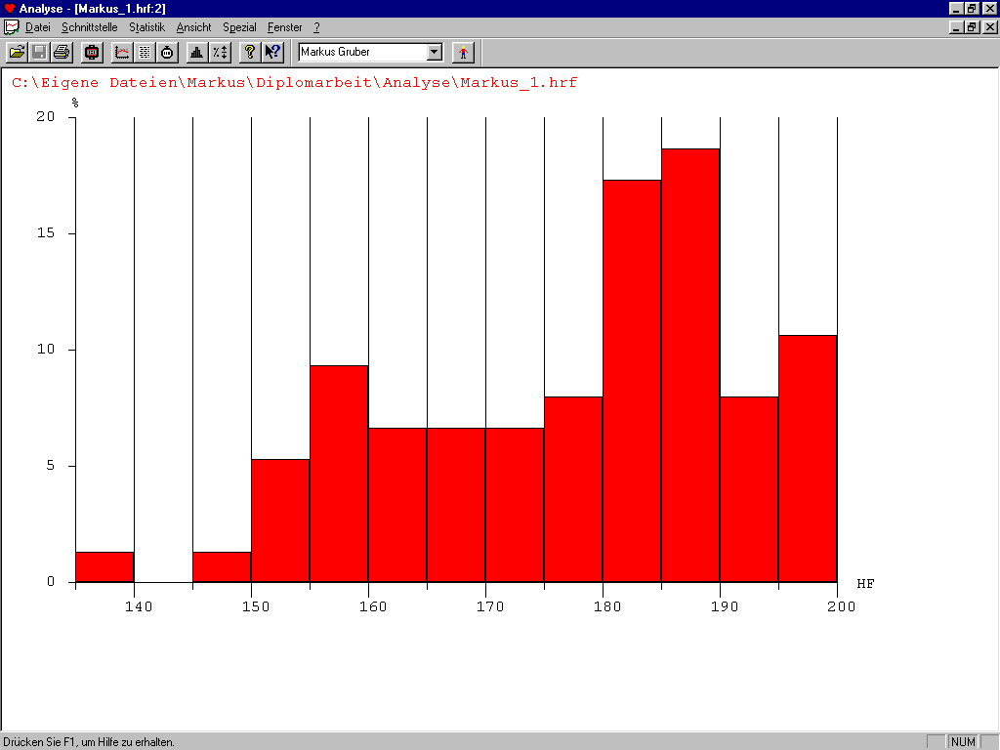 Analyse - [Markus_1.hrf:2]
Datei Schnittstelle Statistik Ansicht Spezial Fenster ?
Markus Gruber
C:\Eigene Dateien\Markus\Diplomarbeit\Analyse\Markus_1.hrf
%
20
15
10
5
0
HF
140 150 160 170 180 190 200
Drücken Sie F1, um Hilfe zu erhalten.
NUM